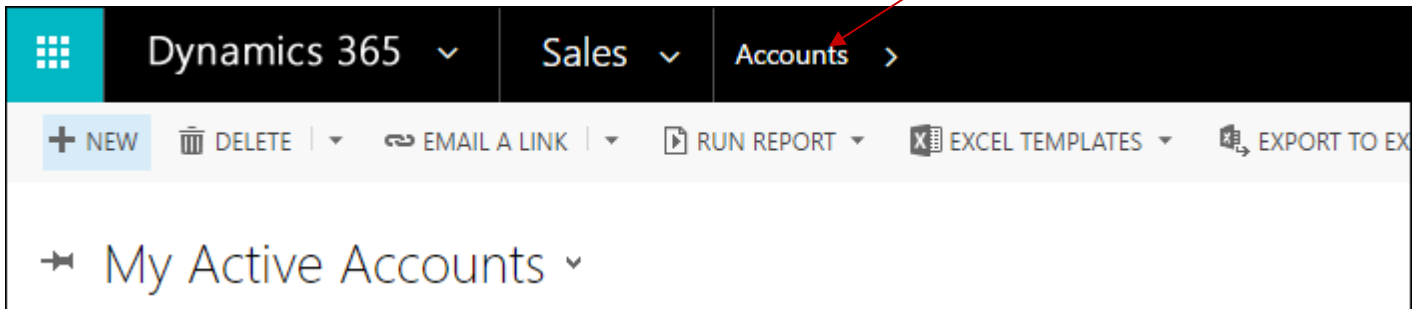 Dynamics 365 Sales Accounts
NEW DELETE EMAIL A LINK RUN REPORT EXCEL TEMPLATES EXPORT TO EX
My Active Accounts